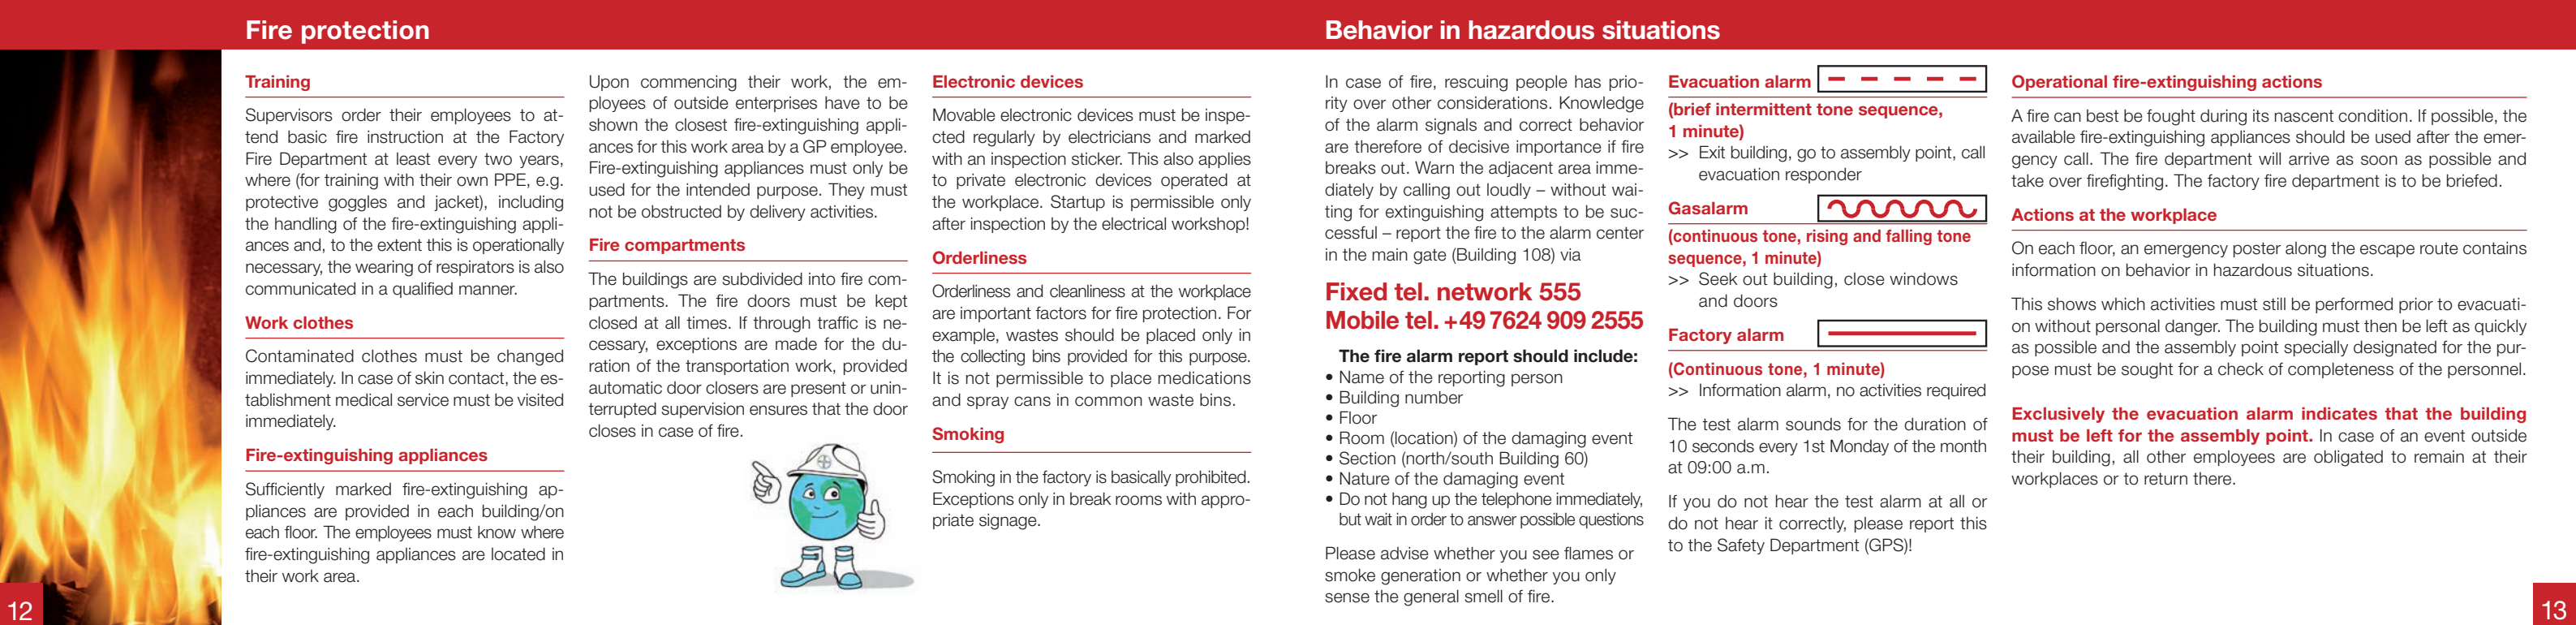 Fire protection
Training
Supervisors order their employees to at-
tend basic fire instruction at the Factory
Fire Department at least every two years,
where (for training with their own PPE, e.g.
protective goggles and jacket), including
the handling of the fire-extinguishing appli-
ances and, to the extent this is operationally
necessary, the wearing of respirators is also
communicated in a qualified manner.
Work clothes
Contaminated clothes must be changed
immediately. In case of skin contact, the es-
tablishment medical service must be visited
immediately.
Fire-extinguishing appliances
Sufficiently marked fire-extinguishing ap-
pliances are provided in each building/on
each floor. The employees must know where
fire-extinguishing appliances are located in
their work area.
Upon commencing their work, the em-
ployees of outside enterprises have to be
shown the closest fire-extinguishing appli-
ances for this work area by a GP employee.
Fire-extinguishing appliances must only be
used for the intended purpose. They must
not be obstructed by delivery activities.
Fire compartments
The buildings are subdivided into fire com-
partments. The fire doors must be kept
closed at all times. If through traffic is ne-
cessary, exceptions are made for the du-
ration of the transportation work, provided
automatic door closers are present or unin-
terrupted supervision ensures that the door
closes in case of fire.
Electronic devices
Movable electronic devices must be inspe-
cted regularly by electricians and marked
with an inspection sticker. This also applies
to private electronic devices operated at
the workplace. Startup is permissible only
after inspection by the electrical workshop!
Orderliness
Orderliness and cleanliness at the workplace
are important factors for fire protection. For
example, wastes should be placed only in
the collecting bins provided for this purpose.
It is not permissible to place medications
and spray cans in common waste bins.
Smoking
Smoking in the factory is basically prohibited.
Exceptions only in break rooms with appro-
priate signage.
12
Behavior in hazardous situations
In case of fire, rescuing people has prio-
rity over other considerations. Knowledge
of the alarm signals and correct behavior
are therefore of decisive importance if fire
breaks out. Warn the adjacent area imme-
diately by calling out loudly – without wai-
ting for extinguishing attempts to be suc-
cessful – report the fire to the alarm center
in the main gate (Building 108) via
Fixed tel. network 555
Mobile tel. +49 7624 909 2555
The fire alarm report should include:
• Name of the reporting person
• Building number
• Floor
• Room (location) of the damaging event
• Section (north/south Building 60)
• Nature of the damaging event
• Do not hang up the telephone immediately,
but wait in order to answer possible questions
Please advise whether you see flames or
smoke generation or whether you only
sense the general smell of fire.
Evacuation alarm
(brief intermittent tone sequence,
1 minute)
>> Exit building, go to assembly point, call
evacuation responder
Gasalarm
(continuous tone, rising and falling tone
sequence, 1 minute)
>> Seek out building, close windows
and doors
Factory alarm
(Continuous tone, 1 minute)
>> Information alarm, no activities required
The test alarm sounds for the duration of
10 seconds every 1st Monday of the month
at 09:00 a.m.
If you do not hear the test alarm at all or
do not hear it correctly, please report this
to the Safety Department (GPS)!
Operational fire-extinguishing actions
A fire can best be fought during its nascent condition. If possible, the
available fire-extinguishing appliances should be used after the emer-
gency call. The fire department will arrive as soon as possible and
take over firefighting. The factory fire department is to be briefed.
Actions at the workplace
On each floor, an emergency poster along the escape route contains
information on behavior in hazardous situations.
This shows which activities must still be performed prior to evacuati-
on without personal danger. The building must then be left as quickly
as possible and the assembly point specially designated for the pur-
pose must be sought for a check of completeness of the personnel.
Exclusively the evacuation alarm indicates that the building
must be left for the assembly point. In case of an event outside
their building, all other employees are obligated to remain at their
workplaces or to return there.
13